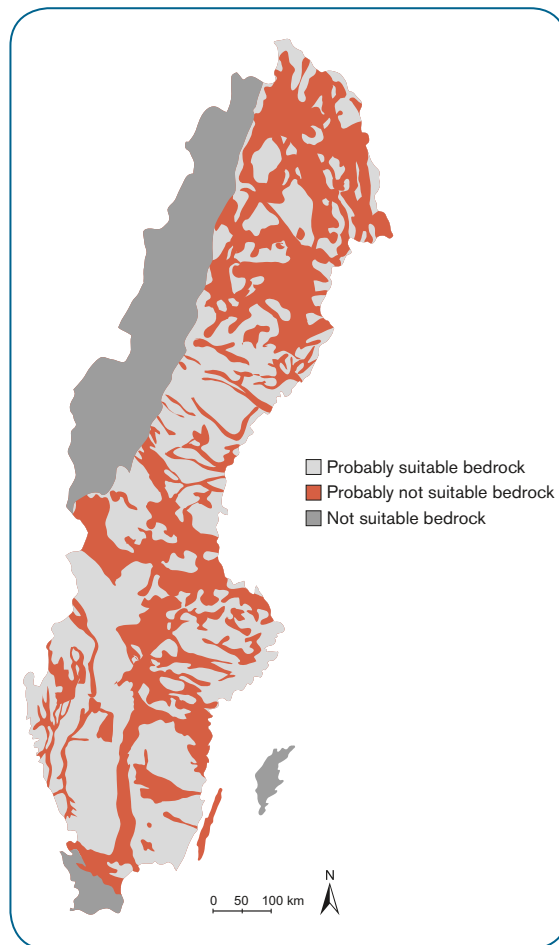 Probably suitable bedrock
Probably not suitable bedrock
Not suitable bedrock
N
0 50 100 km